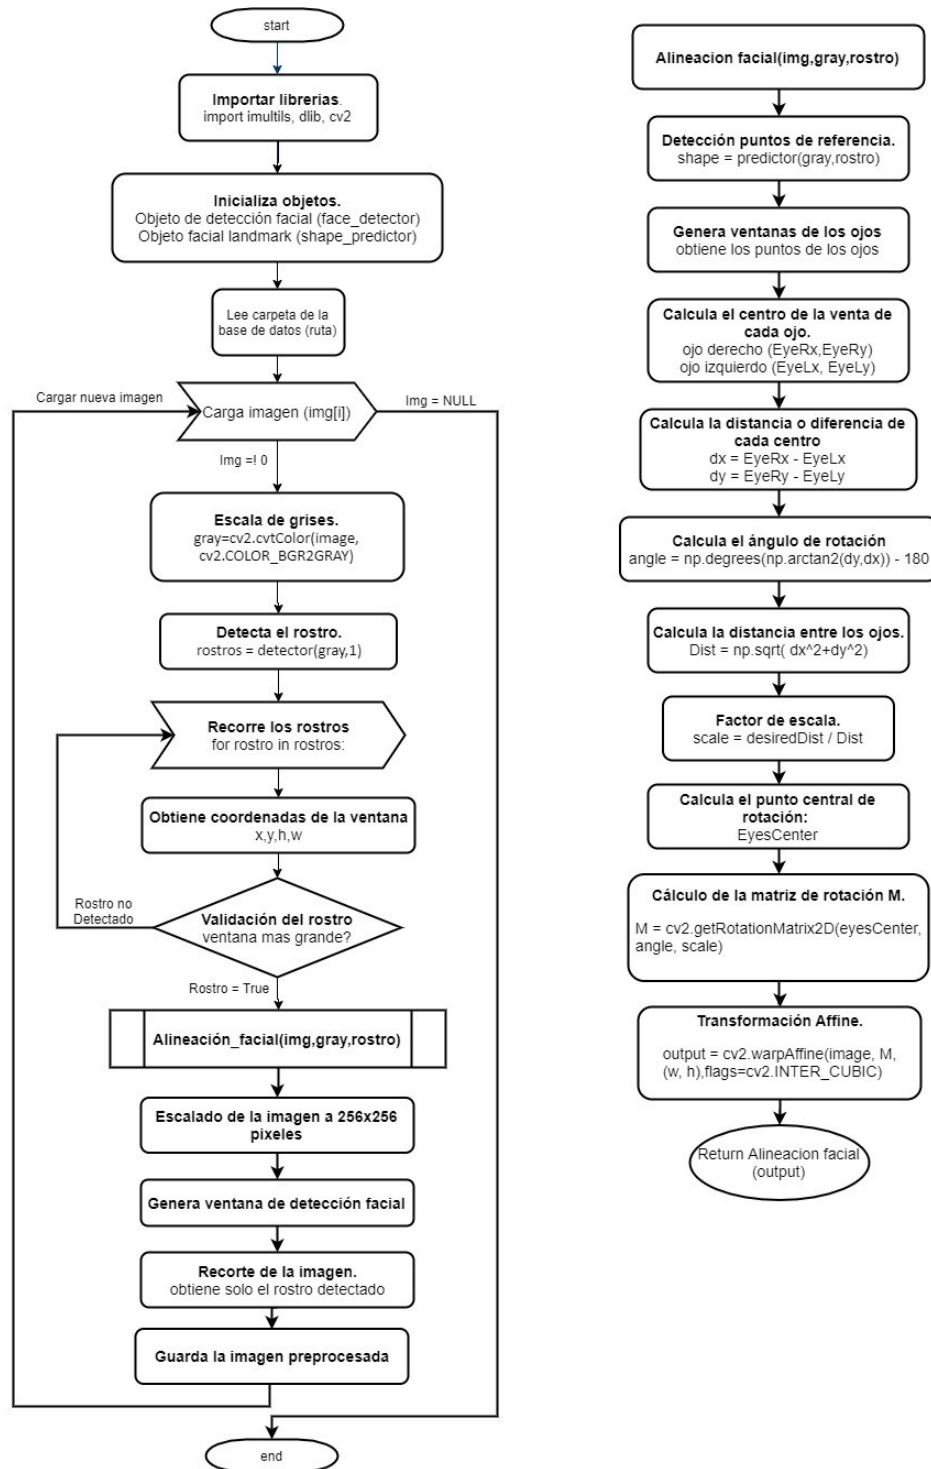 start
Importar librerias.
import imultils, dlib, cv2
Inicializa objetos.
Objeto de detección facial (face_detector)
Objeto facial landmark (shape_predictor)
Lee carpeta de la
base de datos (ruta)
Cargar nueva imagen
Carga imagen (img[i])
Img = NULL
Img =! 0
Escala de grises.
gray=cv2.cvtColor(image,
cv2.COLOR_BGR2GRAY)
Detecta el rostro.
rostros = detector(gray,1)
Recorre los rostros
for rostro in rostros:
Obtiene coordenadas de la ventana
x,y,h,w
Rostro no
Detectado
Validación del rostro
ventana mas grande?
Rostro = True
Alineación_facial(img,gray,rostro)
Escalado de la imagen a 256x256
pixeles
Genera ventana de detección facial
Recorte de la imagen.
obtiene solo el rostro detectado
Guarda la imagen preprocesada
end
Alineacion facial(img,gray,rostro)
Detección puntos de referencia.
shape = predictor(gray,rostro)
Genera ventanas de los ojos
obtiene los puntos de los ojos
Calcula el centro de la venta de
cada ojo.
ojo derecho (EyeRx,EyeRy)
ojo izquierdo (EyeLx, EyeLy)
Calcula la distancia o diferencia de
cada centro
dx = EyeRx - EyeLx
dy = EyeRy - EyeLy
Calcula el ángulo de rotación
angle = np.degrees(np.arctan2(dy,dx)) - 180
Calcula la distancia entre los ojos.
Dist = np.sqrt( dx^2+dy^2)
Factor de escala.
scale = desiredDist / Dist
Calcula el punto central de
rotación:
EyesCenter
Cálculo de la matriz de rotación M.
M = cv2.getRotationMatrix2D(eyesCenter,
angle, scale)
Transformación Affine.
output = cv2.warpAffine(image, M,
(w, h),flags=cv2.INTER_CUBIC)
Return Alineacion facial
(output)